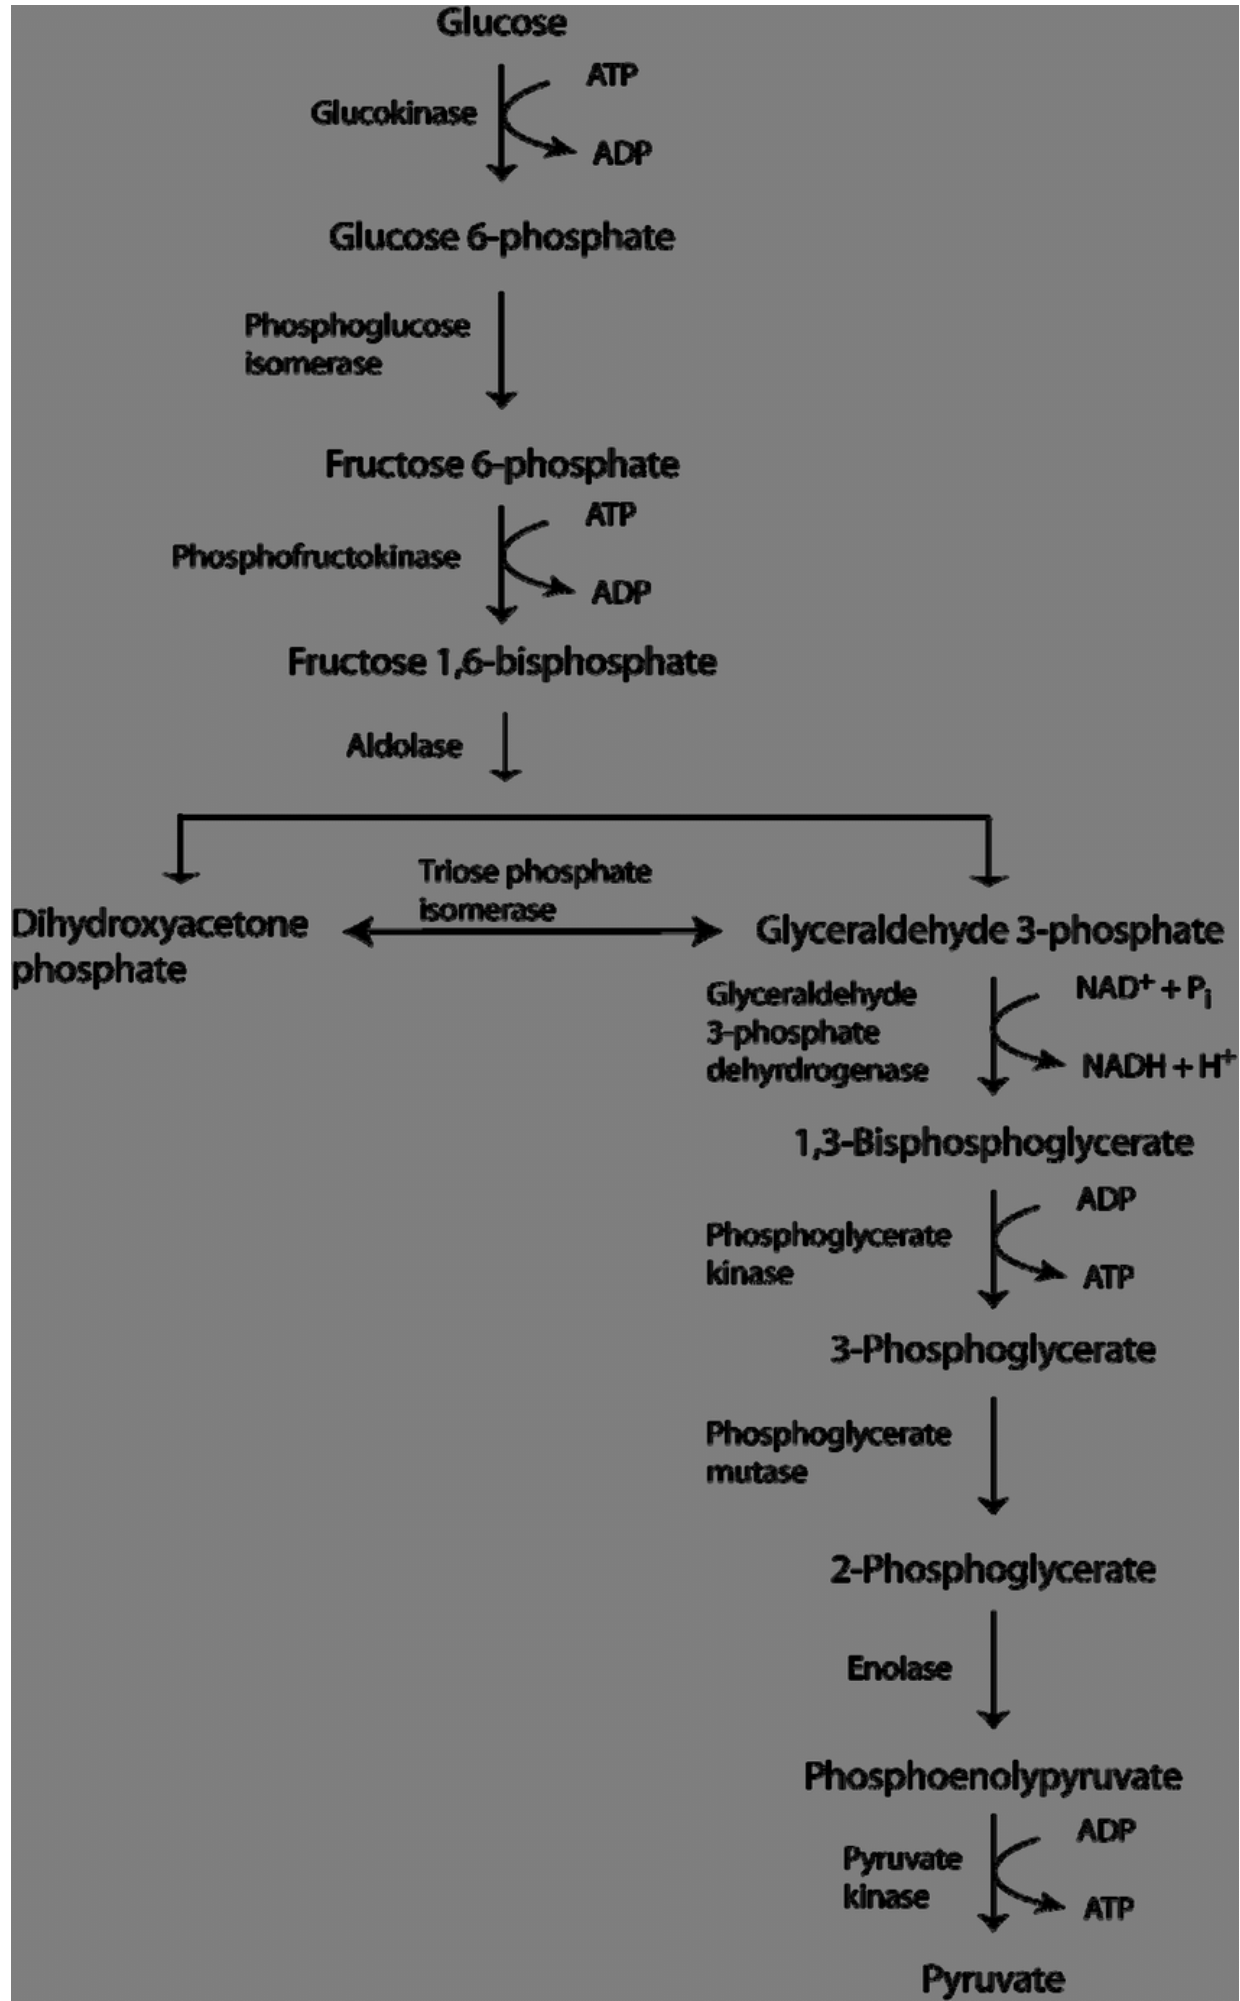 Glucose
ATP
Glucokinase
ADP
Glucose 6-phosphate
Phosphoglucose
isomerase
Fructose 6-phosphate
ATP
Phosphofructokinase
ADP
Fructose 1,6-bisphosphate
Aldolase
Triose phosphate
isomerase
Dihydroxyacetone
phosphate
Glyceraldehyde 3-phosphate
Glyceraldehyde
3-phosphate
dehyrdrogenase
NAD⁺ + Pᵢ
NADH + H⁺
1,3-Bisphosphoglycerate
ADP
Phosphoglycerate
kinase
ATP
3-Phosphoglycerate
Phosphoglycerate
mutase
2-Phosphoglycerate
Enolase
Phosphoenolypyruvate
ADP
Pyruvate
kinase
ATP
Pyruvate